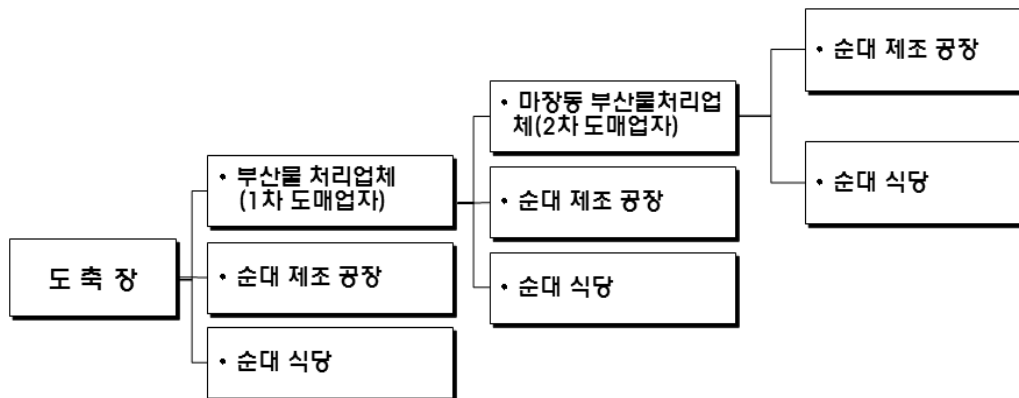 도 축 장
• 부산물 처리업체
(1차 도매업자)
• 순대 제조 공장
• 순대 식당
• 마장동 부산물처리업
체(2차 도매업자)
• 순대 제조 공장
• 순대 식당
• 순대 제조 공장
• 순대 식당